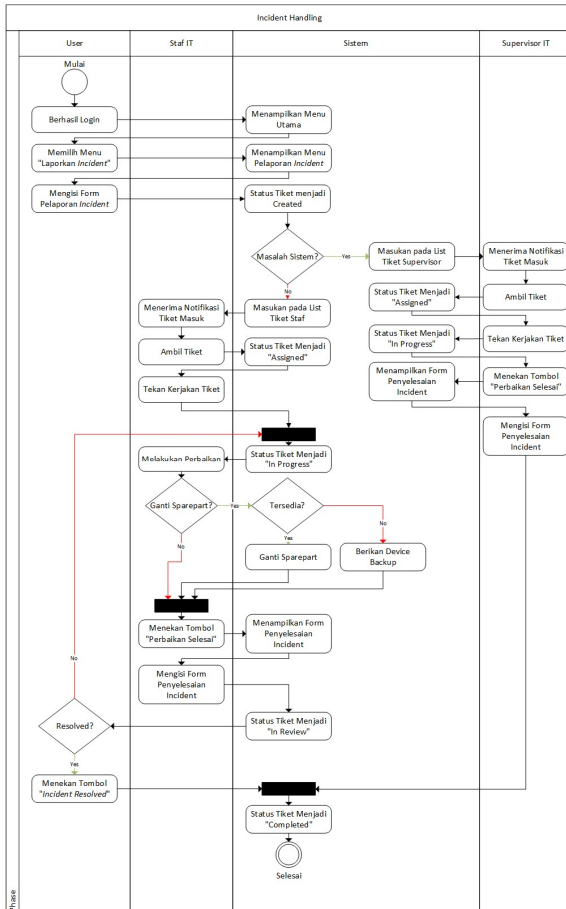 Incident Handling
User
Staf IT
Sistem
Supervisor IT
Mulai
Berhasil Login
Menampilkan Menu
Utama
Memilih Menu
"Laporkan Incident"
Menampilkan Menu
Pelaporan Incident
Mengisi Form
Pelaporan Incident
Status Tiket menjadi
Created
Masalah Sistem?
Yes
Masukan pada List
Tiket Supervisor
Menerima Notifikasi
Tiket Masuk
No
Status Tiket Menjadi
"Assigned"
Ambil Tiket
Menerima Notifikasi
Tiket Masuk
Masukan pada List
Tiket Staf
Status Tiket Menjadi
"In Progress"
Tekan Kerjakan Tiket
Ambil Tiket
Status Tiket Menjadi
"Assigned"
Menampilkan Form
Penyelesaian
Incident
Menekan Tombol
"Perbaikan Selesai"
Tekan Kerjakan Tiket
Mengisi Form
Penyelesaian
Incident
Melakukan Perbaikan
Status Tiket Menjadi
"In Progress"
Ganti Sparepart?
Yes
Tersedia?
No
Yes
No
Ganti Sparepart
Berikan Device
Backup
Menekan Tombol
"Perbaikan Selesai"
Menampilkan Form
Penyelesaian
Incident
No
Mengisi Form
Penyelesaian
Incident
Resolved?
Status Tiket Menjadi
"In Review"
Yes
Menekan Tombol
"Incident Resolved"
Status Tiket Menjadi
"Completed"
Selesai
Phase